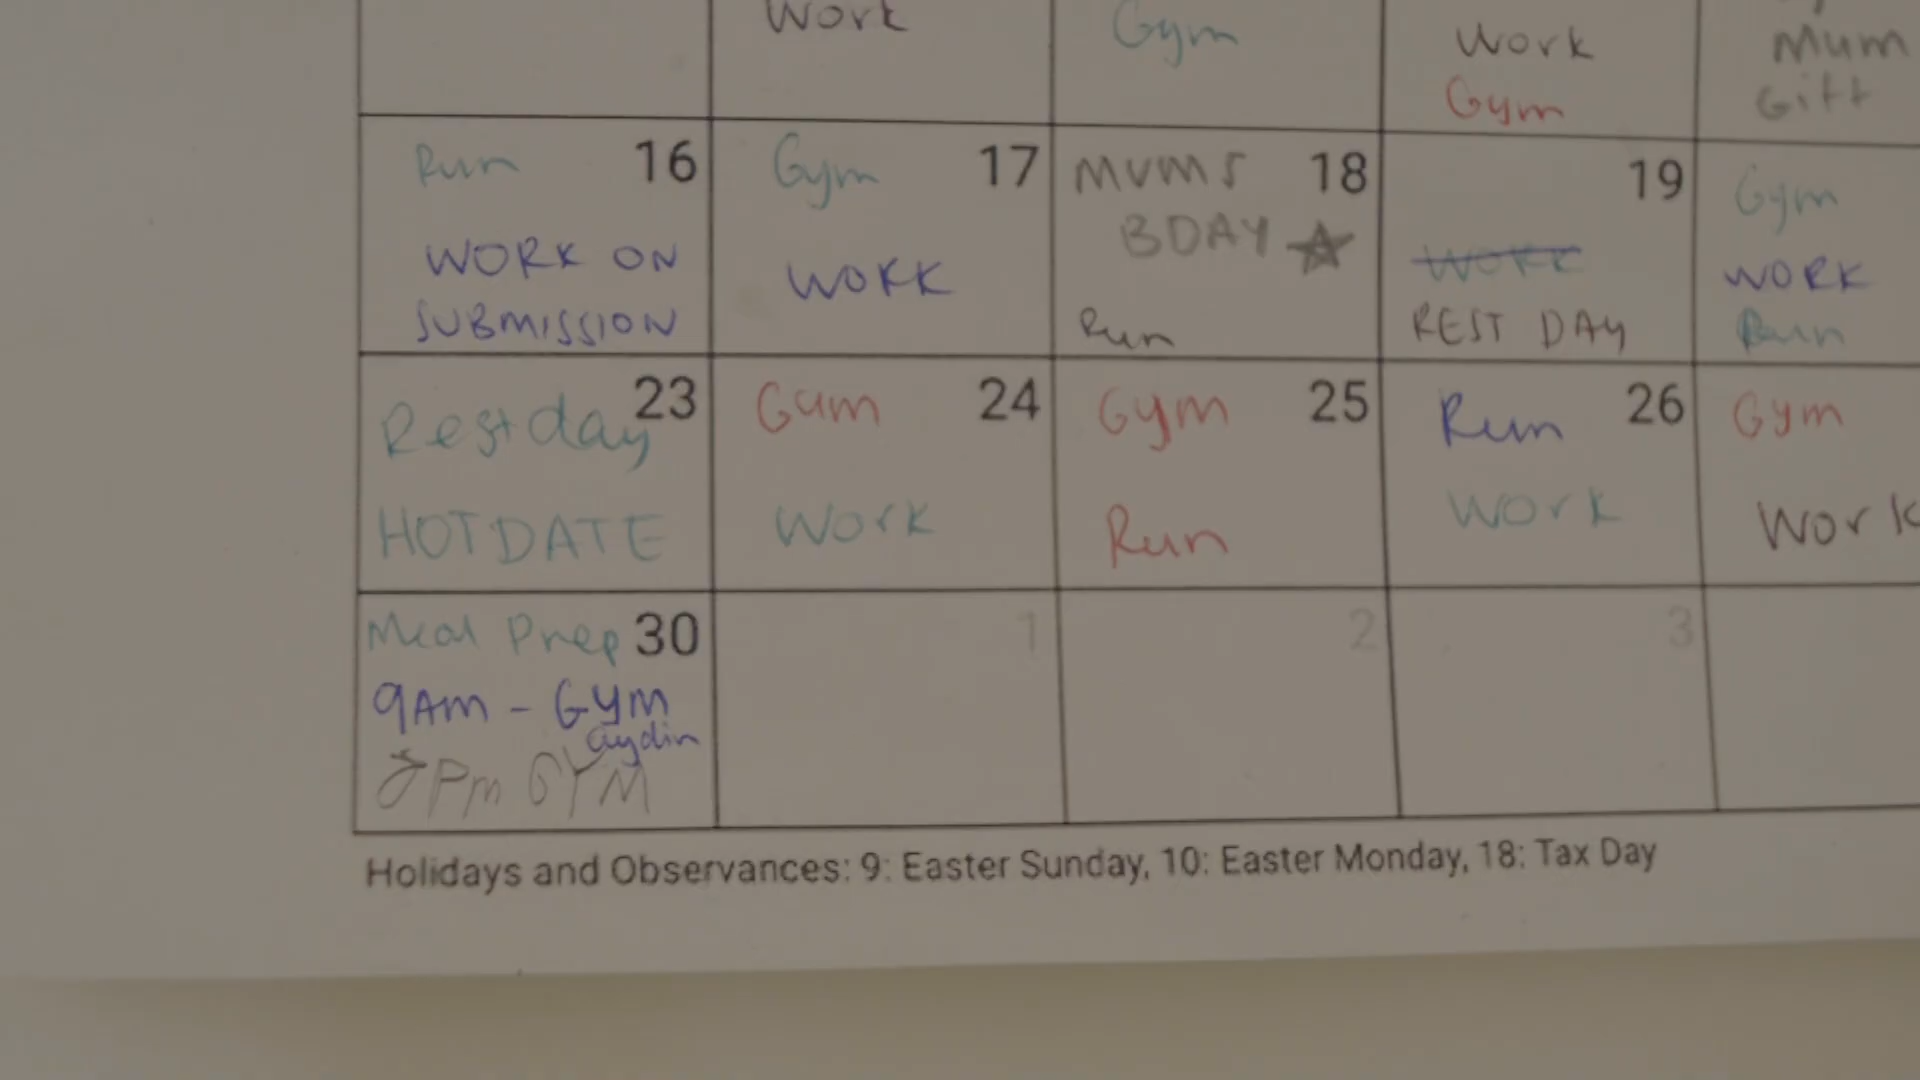 Work
Gym
Work
Gym
Mum
Gift
Run 16
WORK ON
SUBMISSION
Gym 17
WORK
MUMS 18
BDAY
Run
19
WORK
REST DAY
Gym
WORK
Run
Rest day 23
HOT DATE
Gum 24
Work
Gym 25
Run
Run 26
Work
Gym
Work
Meal Prep 30
9AM - GYM
aydin
PM GYM
1
2
3
Holidays and Observances: 9: Easter Sunday, 10: Easter Monday, 18: Tax Day